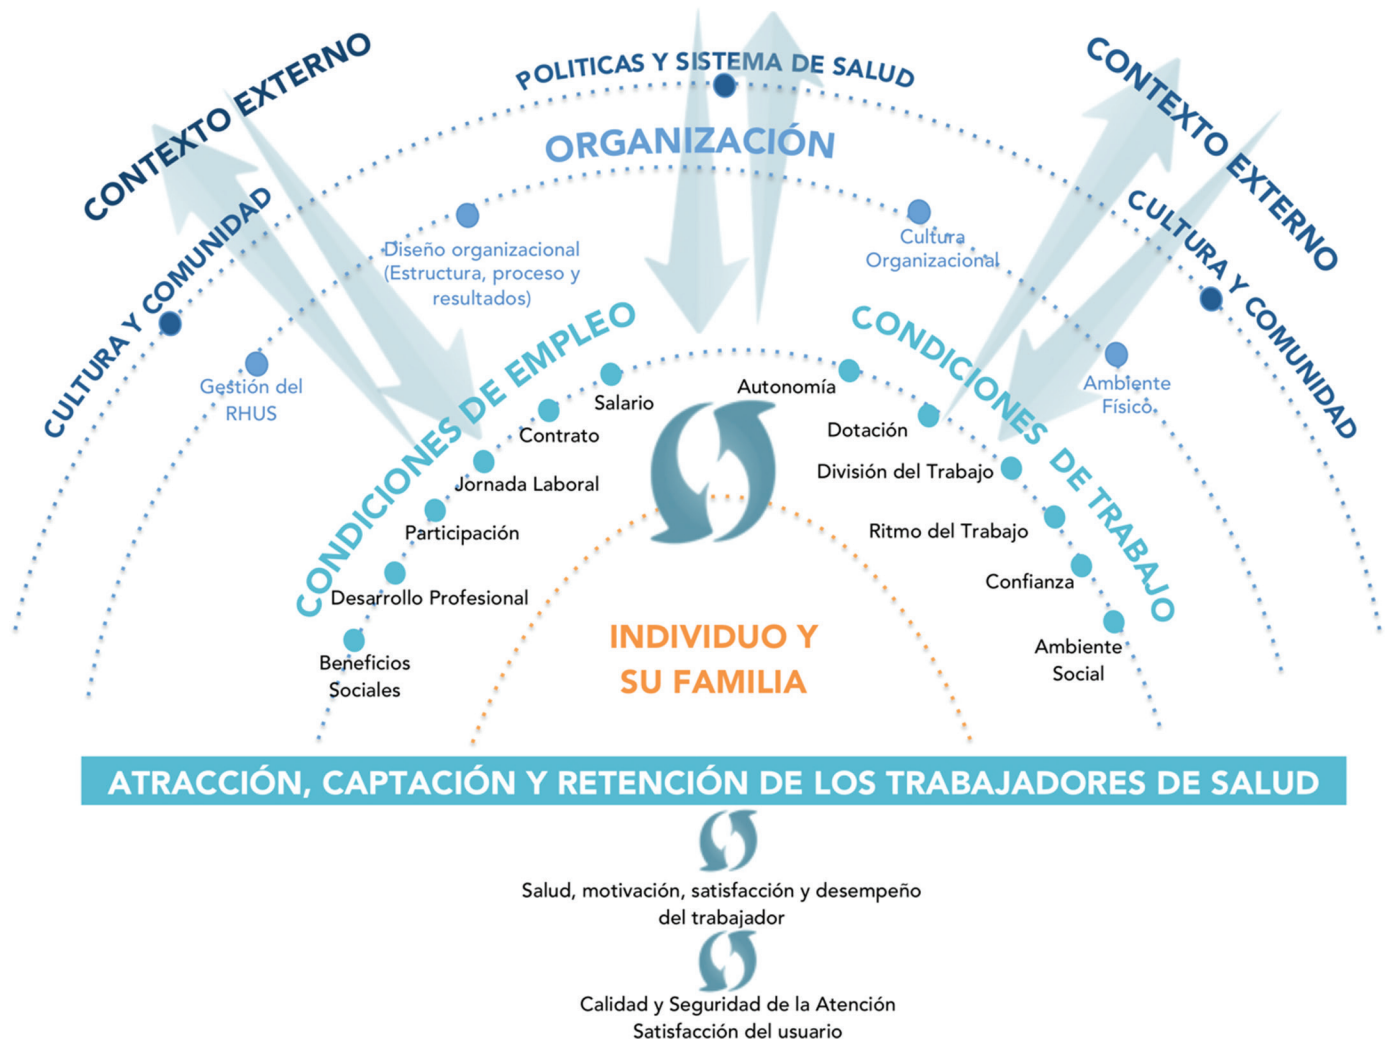 CONTEXTO EXTERNO
POLITICAS Y SISTEMA DE SALUD
CONTEXTO EXTERNO
CULTURA Y COMUNIDAD
ORGANIZACIÓN
CULTURA Y COMUNIDAD
Diseño organizacional
(Estructura, proceso y
resultados)
Cultura
Organizacional
Gestión del
RHUS
Ambiente
Físico
CONDICIONES DE EMPLEO
Salario
Contrato
Jornada Laboral
Participación
Desarrollo Profesional
Beneficios
Sociales
CONDICIONES DE TRABAJO
Autonomía
Dotación
División del Trabajo
Ritmo del Trabajo
Confianza
Ambiente
Social
INDIVIDUO Y
SU FAMILIA
ATRACCIÓN, CAPTACIÓN Y RETENCIÓN DE LOS TRABAJADORES DE SALUD
Salud, motivación, satisfacción y desempeño
del trabajador
Calidad y Seguridad de la Atención
Satisfacción del usuario